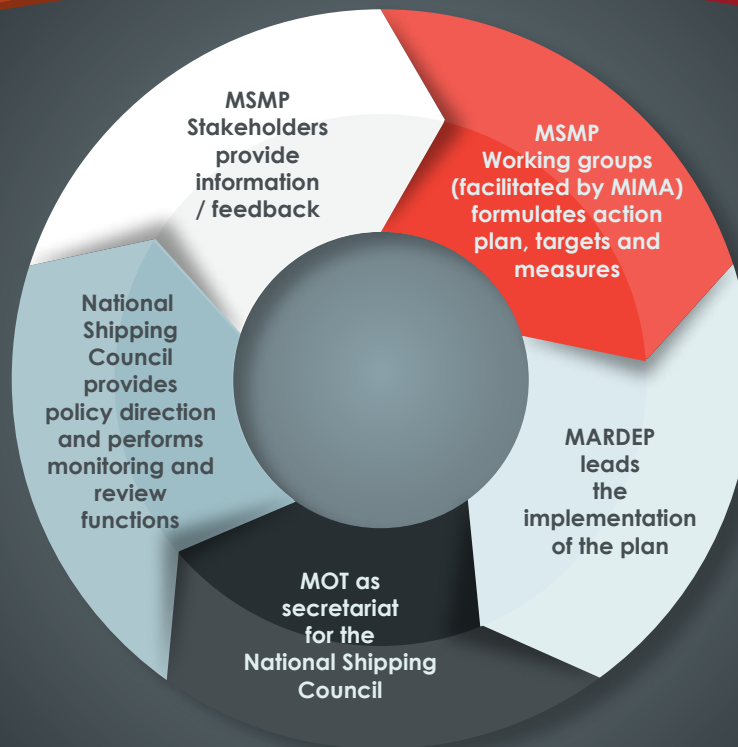 MSMP
Stakeholders
provide
information
/ feedback
MSMP
Working groups
(facilitated by MIMA)
formulates action
plan, targets and
measures
MARDEP
leads
the
implementation
of the plan
MOT as
secretariat
for the
National Shipping
Council
National
Shipping
Council
provides
policy direction
and performs
monitoring and
review
functions